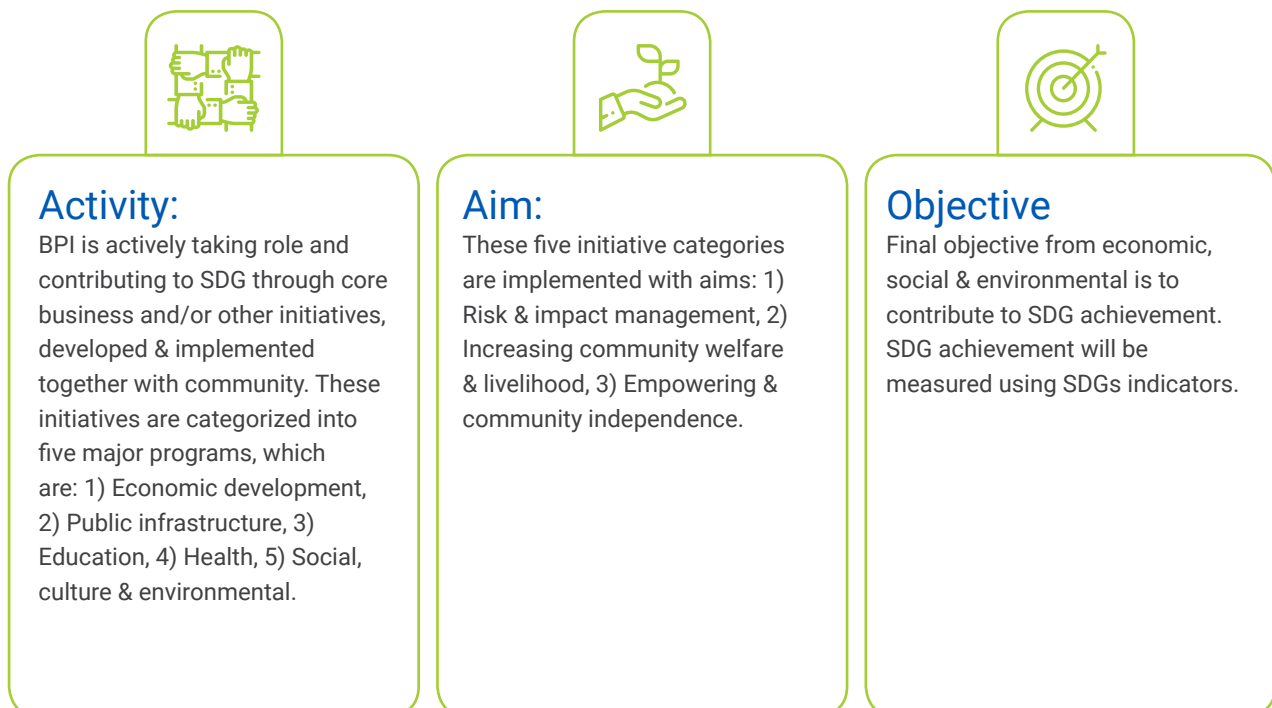 Activity:
BPI is actively taking role and
contributing to SDG through core
business and/or other initiatives,
developed & implemented
together with community. These
initiatives are categorized into
five major programs, which
are: 1) Economic development,
2) Public infrastructure, 3)
Education, 4) Health, 5) Social,
culture & environmental.
Aim:
These five initiative categories
are implemented with aims: 1)
Risk & impact management, 2)
Increasing community welfare
& livelihood, 3) Empowering &
community independence.
Objective
Final objective from economic,
social & environmental is to
contribute to SDG achievement.
SDG achievement will be
measured using SDGs indicators.